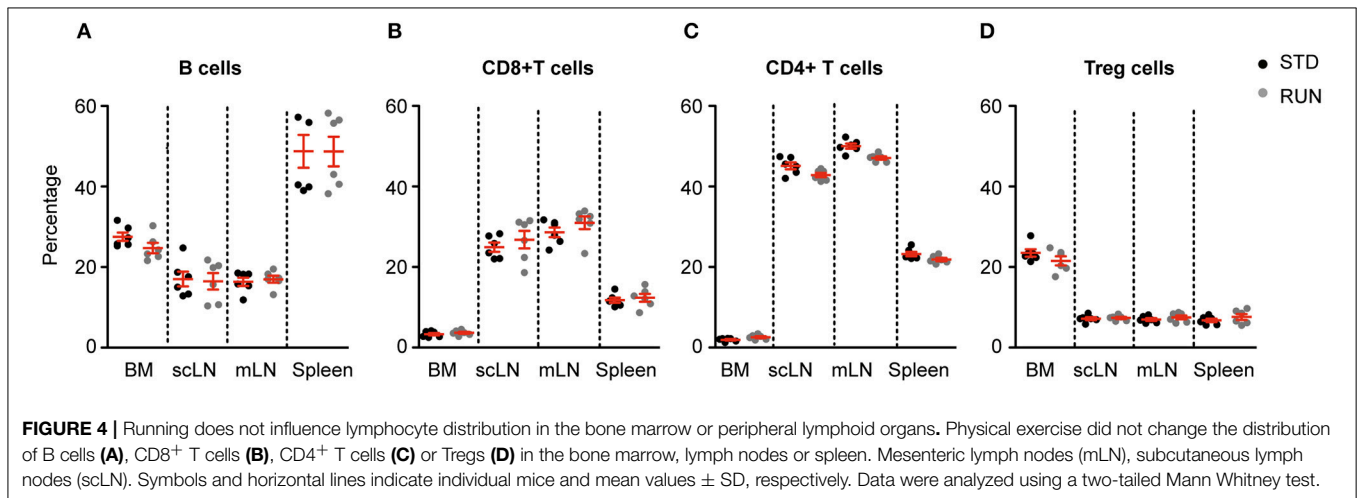 A B C D
B cells CD8+T cells CD4+ T cells Treg cells
STD
RUN
Percentage
60 60 60 60
40 40 40 40
20 20 20 20
0 0 0 0
BM scLN mLN Spleen BM scLN mLN Spleen BM scLN mLN Spleen BM scLN mLN Spleen
FIGURE 4 | Running does not influence lymphocyte distribution in the bone marrow or peripheral lymphoid organs. Physical exercise did not change the distribution
of B cells (A), CD8+ T cells (B), CD4+ T cells (C) or Tregs (D) in the bone marrow, lymph nodes or spleen. Mesenteric lymph nodes (mLN), subcutaneous lymph
nodes (scLN). Symbols and horizontal lines indicate individual mice and mean values ± SD, respectively. Data were analyzed using a two-tailed Mann Whitney test.